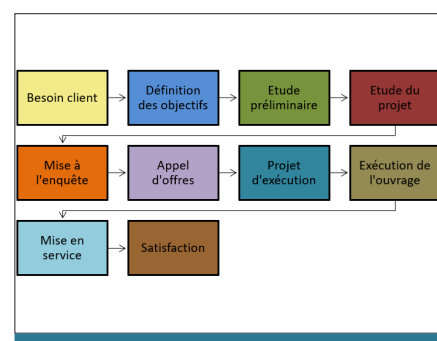 Besoin client
Définition
des objectifs
Etude
préliminaire
Etude du
projet
Mise à
l'enquête
Appel
d'offres
Projet
d'exécution
Exécution de
l'ouvrage
Mise en
service
Satisfaction